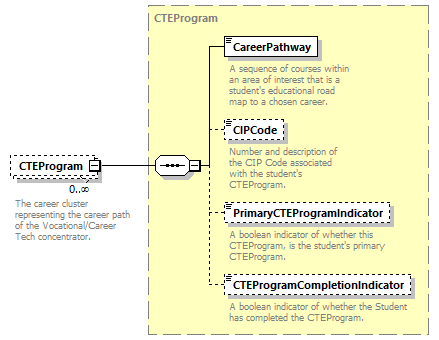 CTEProgram
CareerPathway
A sequence of courses within
an area of interest that is a
student's educational road
map to a chosen career.
CIPCode
Number and description of
the CIP Code associated
with the student's
CTEProgram.
CTEProgram
0..∞
The career cluster
representing the career path
of the Vocational/Career
Tech concentrator.
PrimaryCTEProgramIndicator
A boolean indicator of whether this
CTEProgram, is the student's primary
CTEProgram.
CTEProgramCompletionIndicator
A boolean indicator of whether the Student
has completed the CTEProgram.